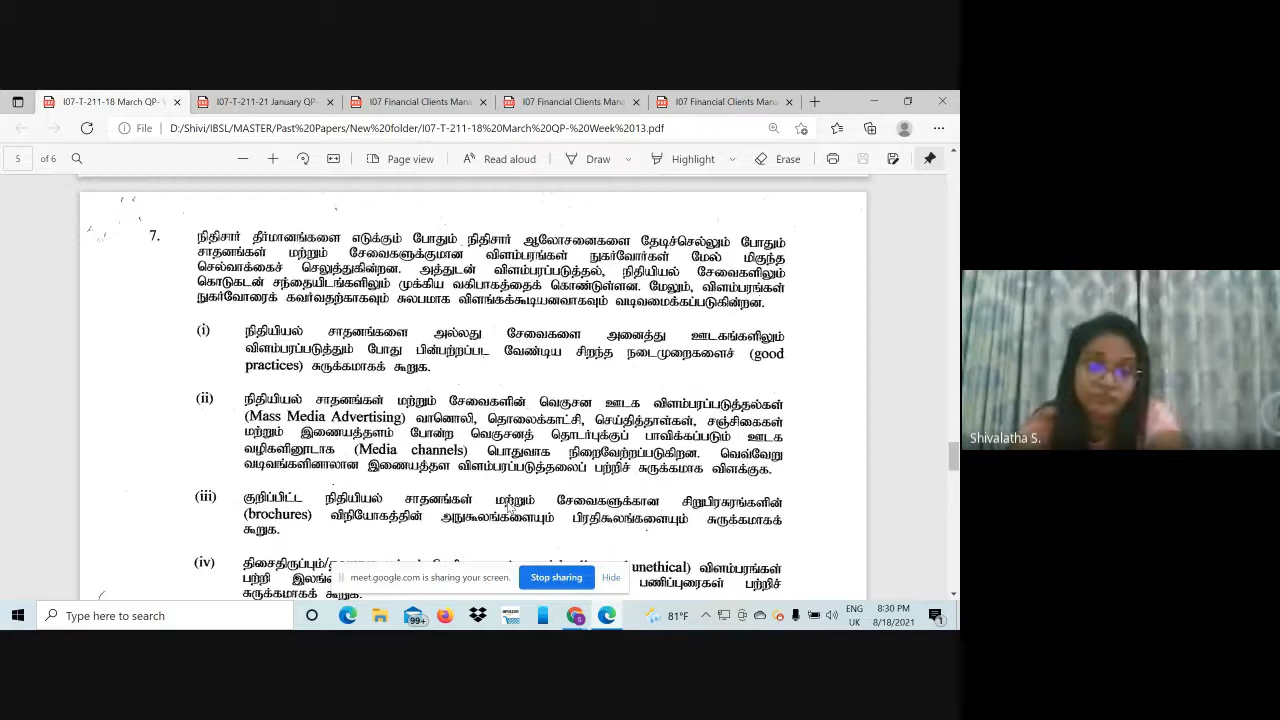 I07-T-211-18 March QP- \
I07-T-211-21 January QP-
I07 Financial Clients Mana
I07 Financial Clients Mana
I07 Financial Clients Mana
File
D:/Shivi/IBSL/MASTER/Past%20Papers/New%20folder/I07-T-211-18%20March%20QP-%20Week%2013.pdf
5 of 6
Page view
Read aloud
Draw
Highlight
Erase
7. நிதிசார் தீர்மானங்களை எடுக்கும் போதும் நிதிசார் ஆலோசனைகளை தேடிச்செல்லும் போதும்
சாதனங்கள் மற்றும் சேவைகளுக்குமான விளம்பரங்கள் நுகர்வோர்கள் மேல் மிகுந்த
செல்வாக்கைச் செலுத்துகின்றன. அத்துடன் விளம்பரப்படுத்தல், நிதியியல் சேவைகளிலும்
கொடுகடன் சந்தையிடங்களிலும் முக்கிய வகிபாகத்தைக் கொண்டுள்ளன. மேலும், விளம்பரங்கள்
நுகர்வோரைக் கவர்வதற்காகவும் சுலபமாக விளங்கக்கூடியனவாகவும் வடிவமைக்கப்படுகின்றன.
(i) நிதியியல் சாதனங்களை அல்லது சேவைகளை அனைத்து ஊடகங்களிலும்
விளம்பரப்படுத்தும் போது பின்பற்றப்பட வேண்டிய சிறந்த நடைமுறைகளைச் (good
practices) சுருக்கமாகக் கூறுக.
(ii) நிதியியல் சாதனங்கள் மற்றும் சேவைகளின் வெகுசன ஊடக விளம்பரப்படுத்தல்கள்
(Mass Media Advertising) வானொலி, தொலைக்காட்சி, செய்தித்தாள்கள், சஞ்சிகைகள்
மற்றும் இணையத்தளம் போன்ற வெகுசனத் தொடர்புக்குப் பாவிக்கப்படும் ஊடக
வழிகளினூடாக (Media channels) பொதுவாக நிறைவேற்றப்படுகிறன. வெவ்வேறு
வடிவங்களினாலான இணையத்தள விளம்பரப்படுத்தலைப் பற்றிச் சுருக்கமாக விளக்குக.
(iii) குறிப்பிட்ட நிதியியல் சாதனங்கள் மற்றும் சேவைகளுக்கான சிறுபிரசுரங்களின்
(brochures) விநியோகத்தின் அநுகூலங்களையும் பிரதிகூலங்களையும் சுருக்கமாகக்
கூறுக.
(iv) திசைதிருப்பும்/ unethical) விளம்பரங்கள்
பற்றி பணிப்புரைகள் பற்றிச்
சுருக்கமாகக் கூறுக.
meet.google.com is sharing your screen.
Stop sharing
Hide
Shivalatha S.
Type here to search
99+
amazon
81°F
ENG
UK
8:30 PM
8/18/2021
1